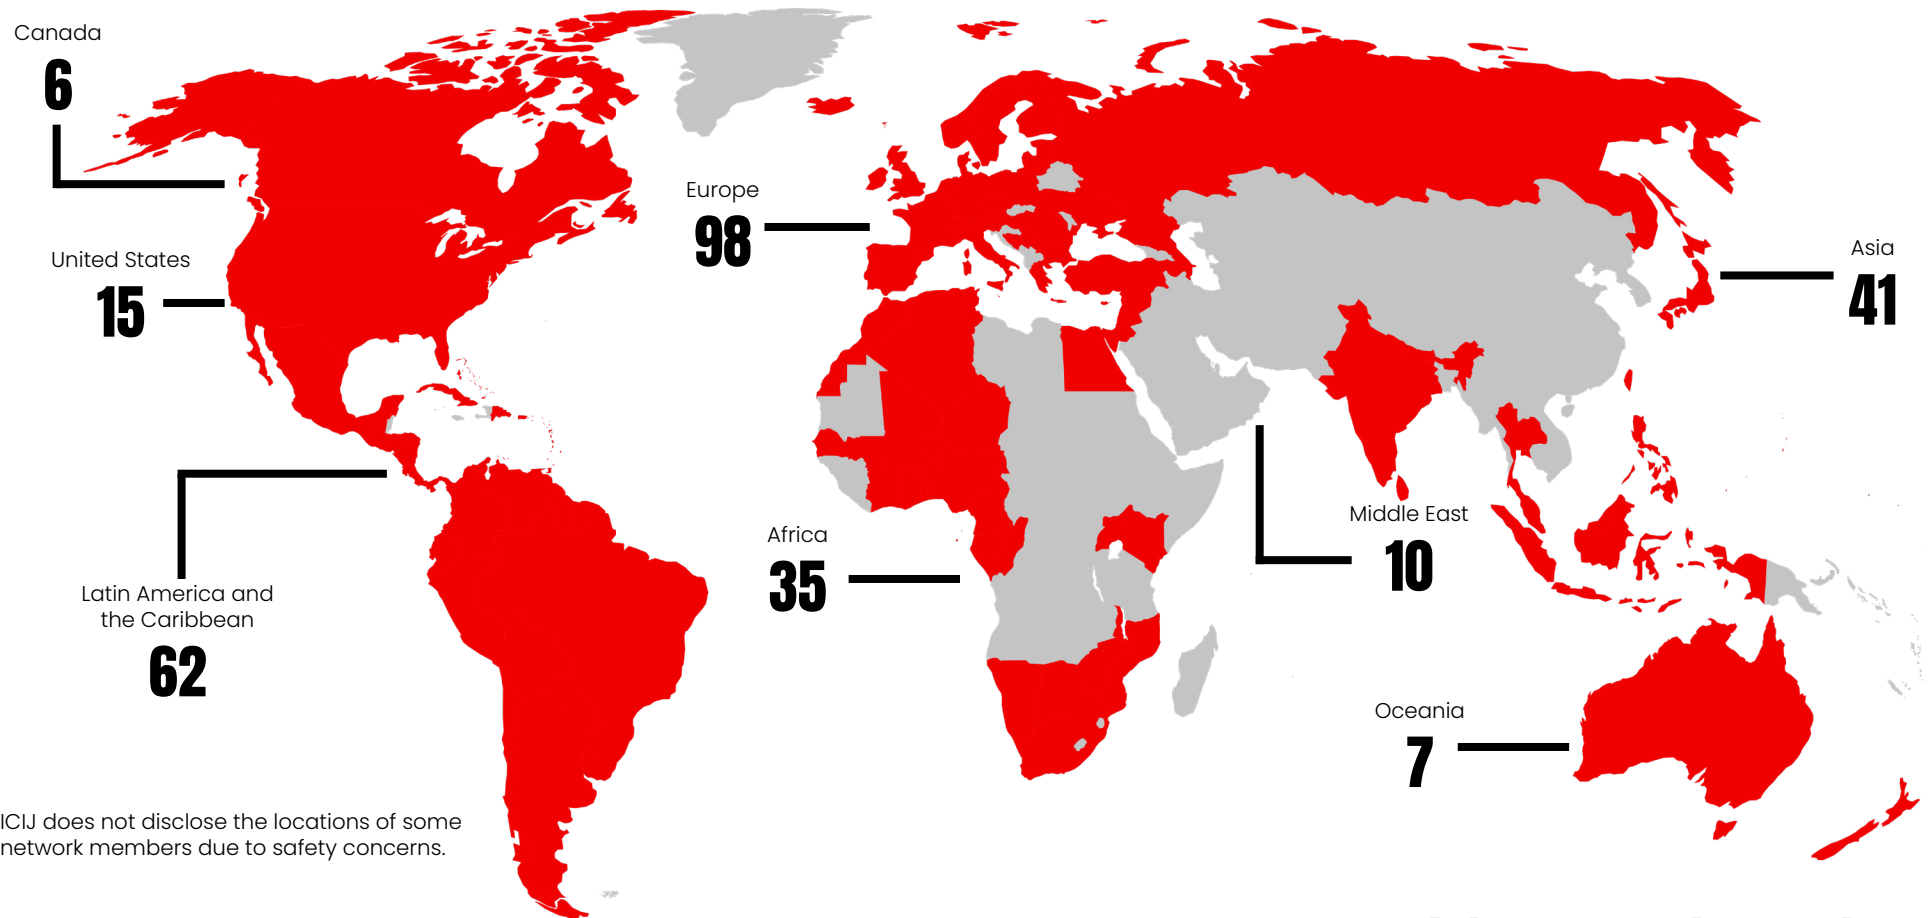 Canada
6
United States
15
Latin America and
the Caribbean
62
Europe
98
Africa
35
Middle East
10
Asia
41
Oceania
7
ICIJ does not disclose the locations of some
network members due to safety concerns.